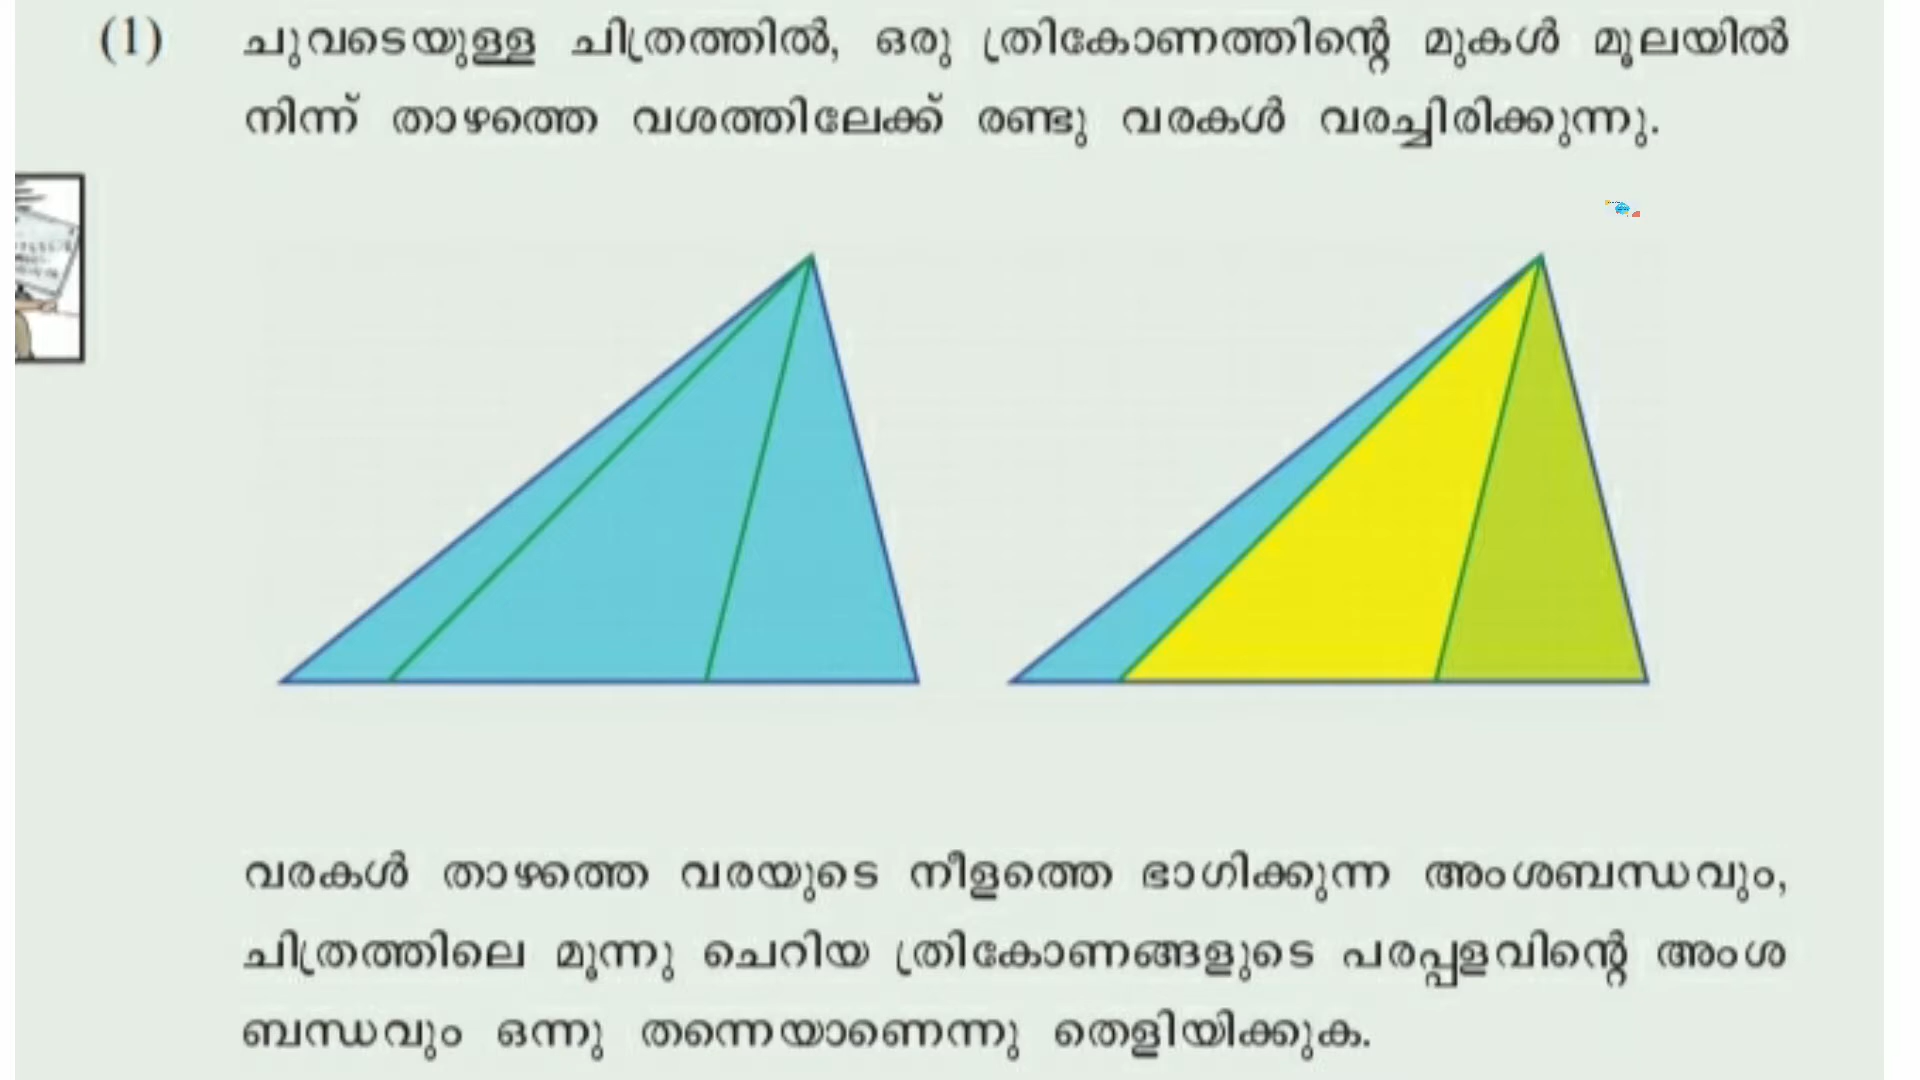 (1) ചുവടെയുള്ള ചിത്രത്തിൽ, ഒരു ത്രികോണത്തിന്റെ മുകൾ മൂലയിൽ
നിന്ന് താഴത്തെ വശത്തിലേക്ക് രണ്ടു വരകൾ വരച്ചിരിക്കുന്നു.
വരകൾ താഴത്തെ വരയുടെ നീളത്തെ ഭാഗിക്കുന്ന അംശബന്ധവും,
ചിത്രത്തിലെ മൂന്നു ചെറിയ ത്രികോണങ്ങളുടെ പരപ്പളവിന്റെ അംശ
ബന്ധവും ഒന്നു തന്നെയാണെന്നു തെളിയിക്കുക.